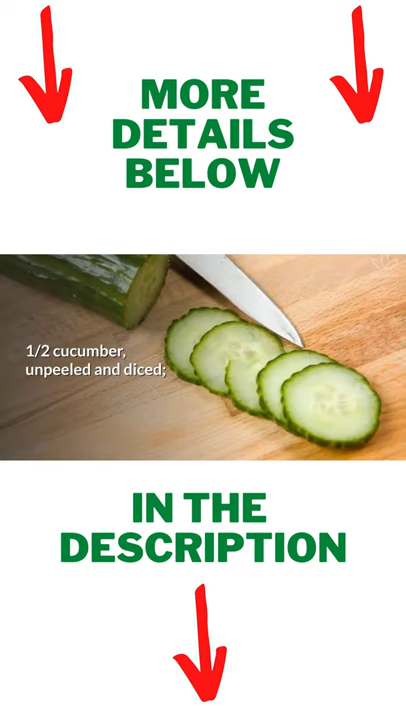 MORE
DETAILS
BELOW
1/2 cucumber,
unpeeled and diced;
IN THE
DESCRIPTION